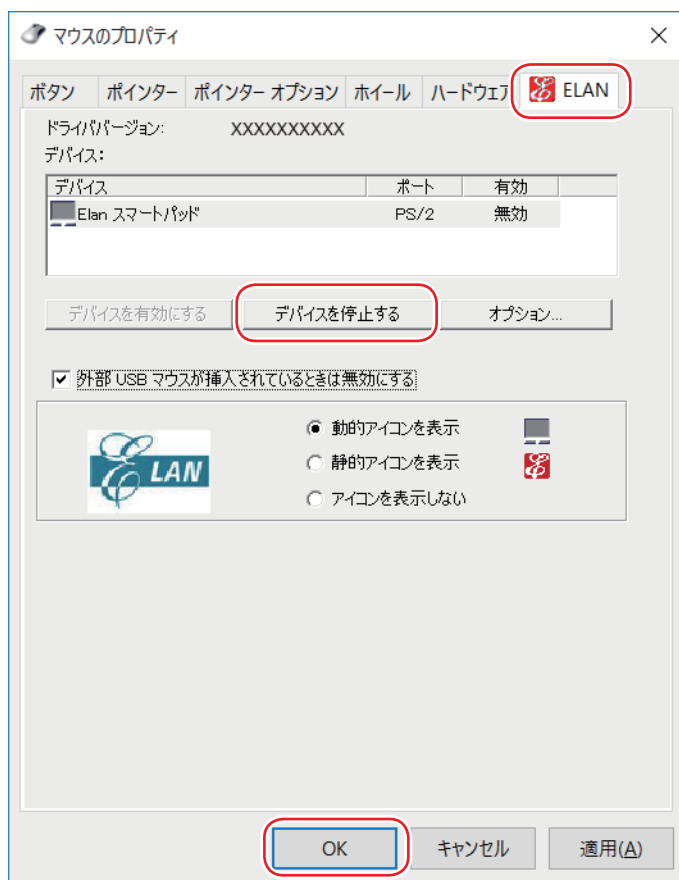 マウスのプロパティ
ボタン ポインター ポインター オプション ホイール ハードウェア ELAN
ドライババージョン: XXXXXXXXXX
デバイス:
デバイス ポート 有効
Elan スマートパッド PS/2 無効
デバイスを有効にする デバイスを停止する オプション...
外部 USB マウスが挿入されているときは無効にする
動的アイコンを表示
ELAN 静的アイコンを表示
アイコンを表示しない
OK キャンセル 適用(A)